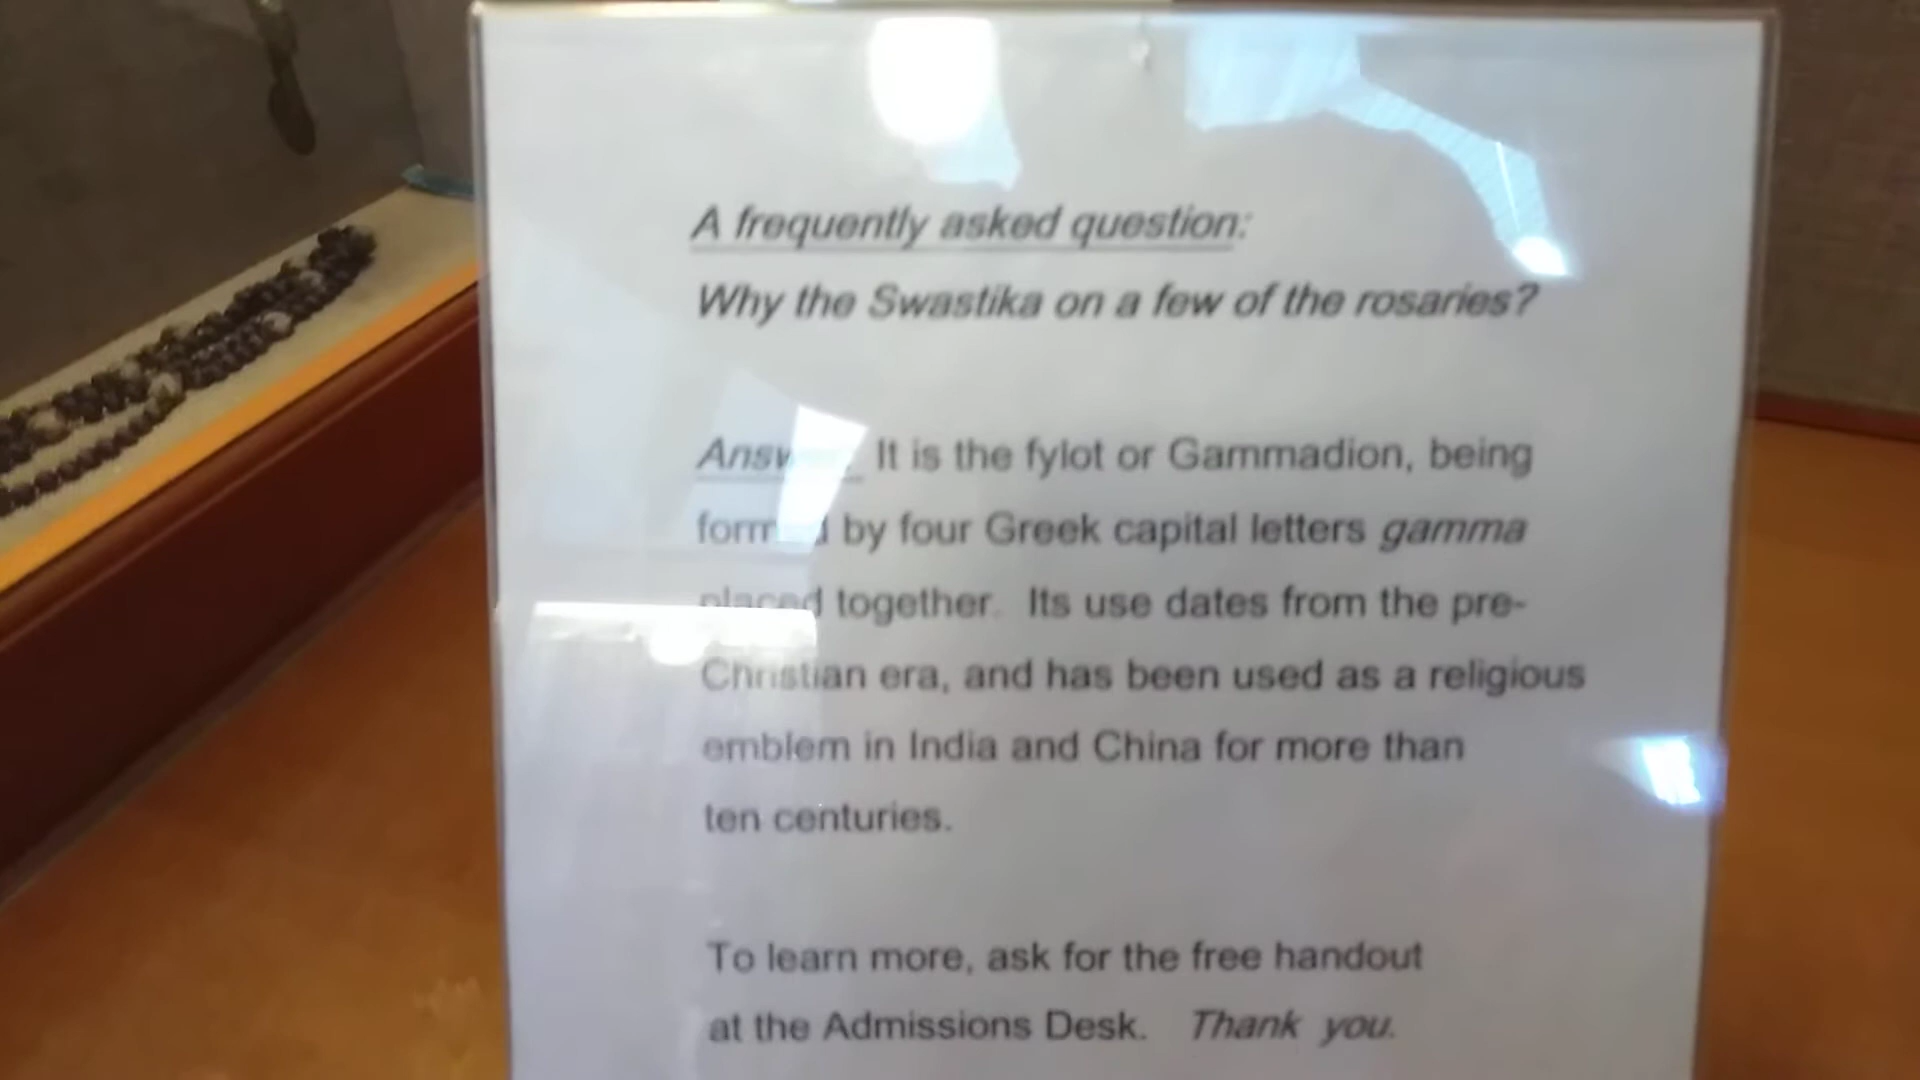 A frequently asked question:
Why the Swastika on a few of the rosaries?
It is the fylot or Gammadion, being
by four Greek capital letters gamma
placed together. Its use dates from the pre-
Christian era, and has been used as a religious
emblem in India and China for more than
ten centuries.
To learn more, ask for the free handout
at the Admissions Desk. Thank you.